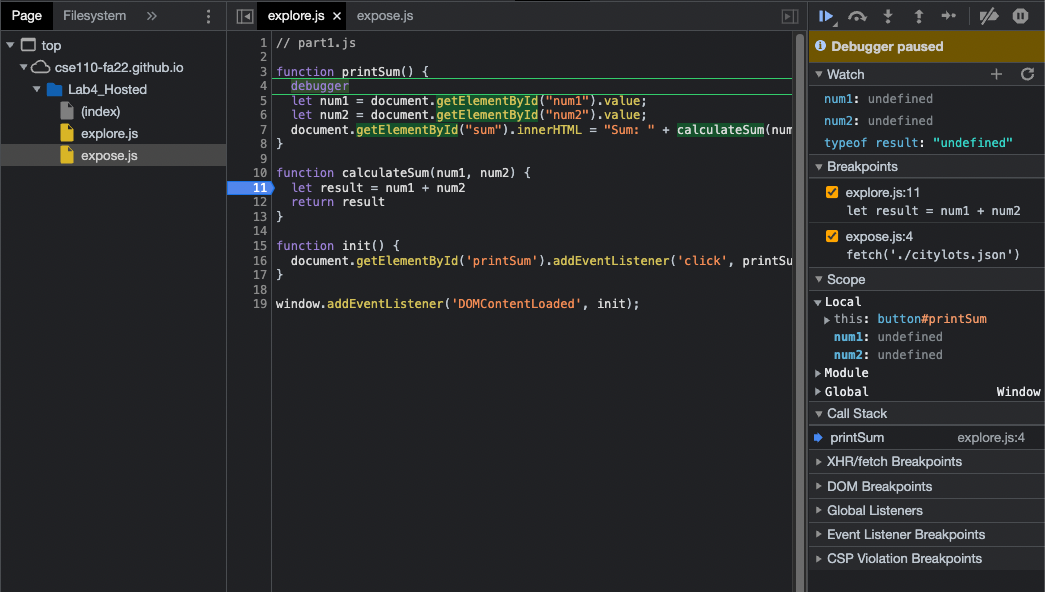 Page
Filesystem
»
top
cse110-fa22.github.io
Lab4_Hosted
(index)
explore.js
expose.js
explore.js ×
expose.js
1 // part1.js
2
3 function printSum() {
4   debugger
5   let num1 = document.getElementById("num1").value;
6   let num2 = document.getElementById("num2").value;
7   document.getElementById("sum").innerHTML = "Sum: " + calculateSum(num
8 }
9
10 function calculateSum(num1, num2) {
11   let result = num1 + num2
12   return result
13 }
14
15 function init() {
16   document.getElementById('printSum').addEventListener('click', printSu
17 }
18
19 window.addEventListener('DOMContentLoaded', init);
Debugger paused
Watch
num1: undefined
num2: undefined
typeof result: "undefined"
Breakpoints
explore.js:11
let result = num1 + num2
expose.js:4
fetch('./citylots.json')
Scope
Local
this: button#printSum
num1: undefined
num2: undefined
Module
Global Window
Call Stack
printSum explore.js:4
XHR/fetch Breakpoints
DOM Breakpoints
Global Listeners
Event Listener Breakpoints
CSP Violation Breakpoints